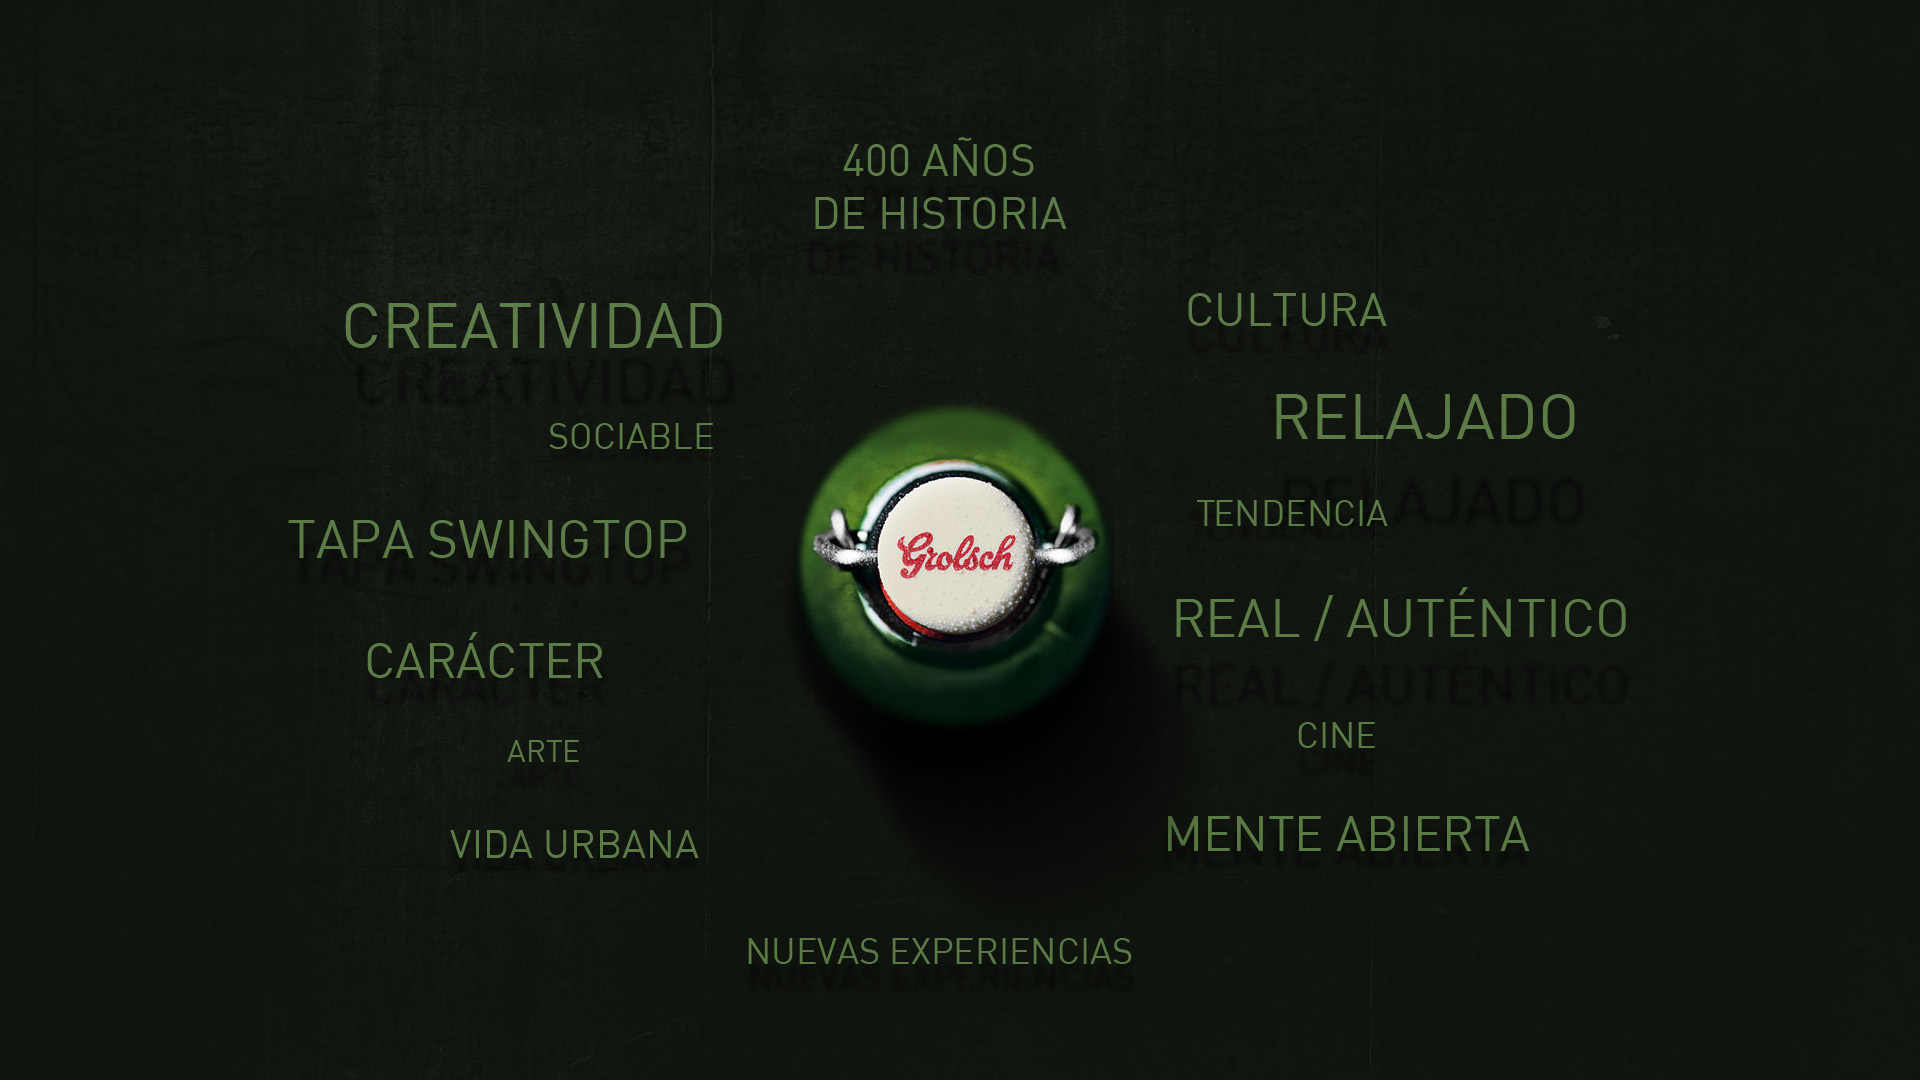 400 AÑOS
DE HISTORIA
CREATIVIDAD
CULTURA
RELAJADO
SOCIABLE
TENDENCIA
TAPA SWINGTOP
Grolsch
REAL / AUTÉNTICO
CARÁCTER
CINE
ARTE
MENTE ABIERTA
VIDA URBANA
NUEVAS EXPERIENCIAS